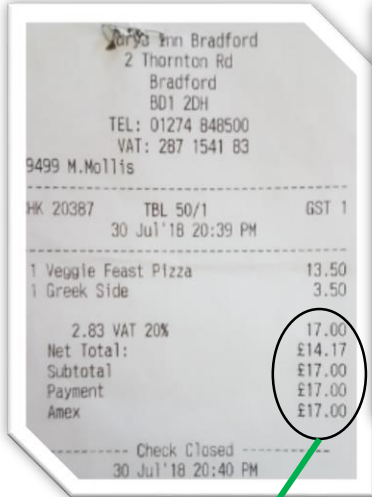 Inn Bradford
2 Thornton Rd
Bradford
BD1 2DH
TEL: 01274 848500
VAT: 287 1541 83
9499 M.Mollis
HK 20387 TBL 50/1 GST 1
30 Jul'18 20:39 PM
1 Veggie Feast Pizza 13.50
1 Greek Side 3.50
2.83 VAT 20% 17.00
Net Total: £14.17
Subtotal £17.00
Payment £17.00
Amex £17.00
Check Closed
30 Jul'18 20:40 PM